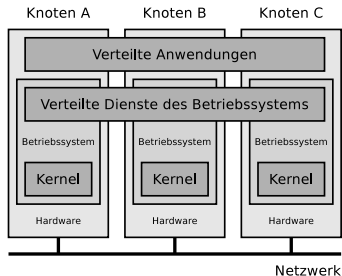 Knoten A Knoten B Knoten C
Verteilte Anwendungen
Verteilte Dienste des Betriebssystems
Betriebssystem Betriebssystem Betriebssystem
Kernel Kernel Kernel
Hardware Hardware Hardware
Netzwerk